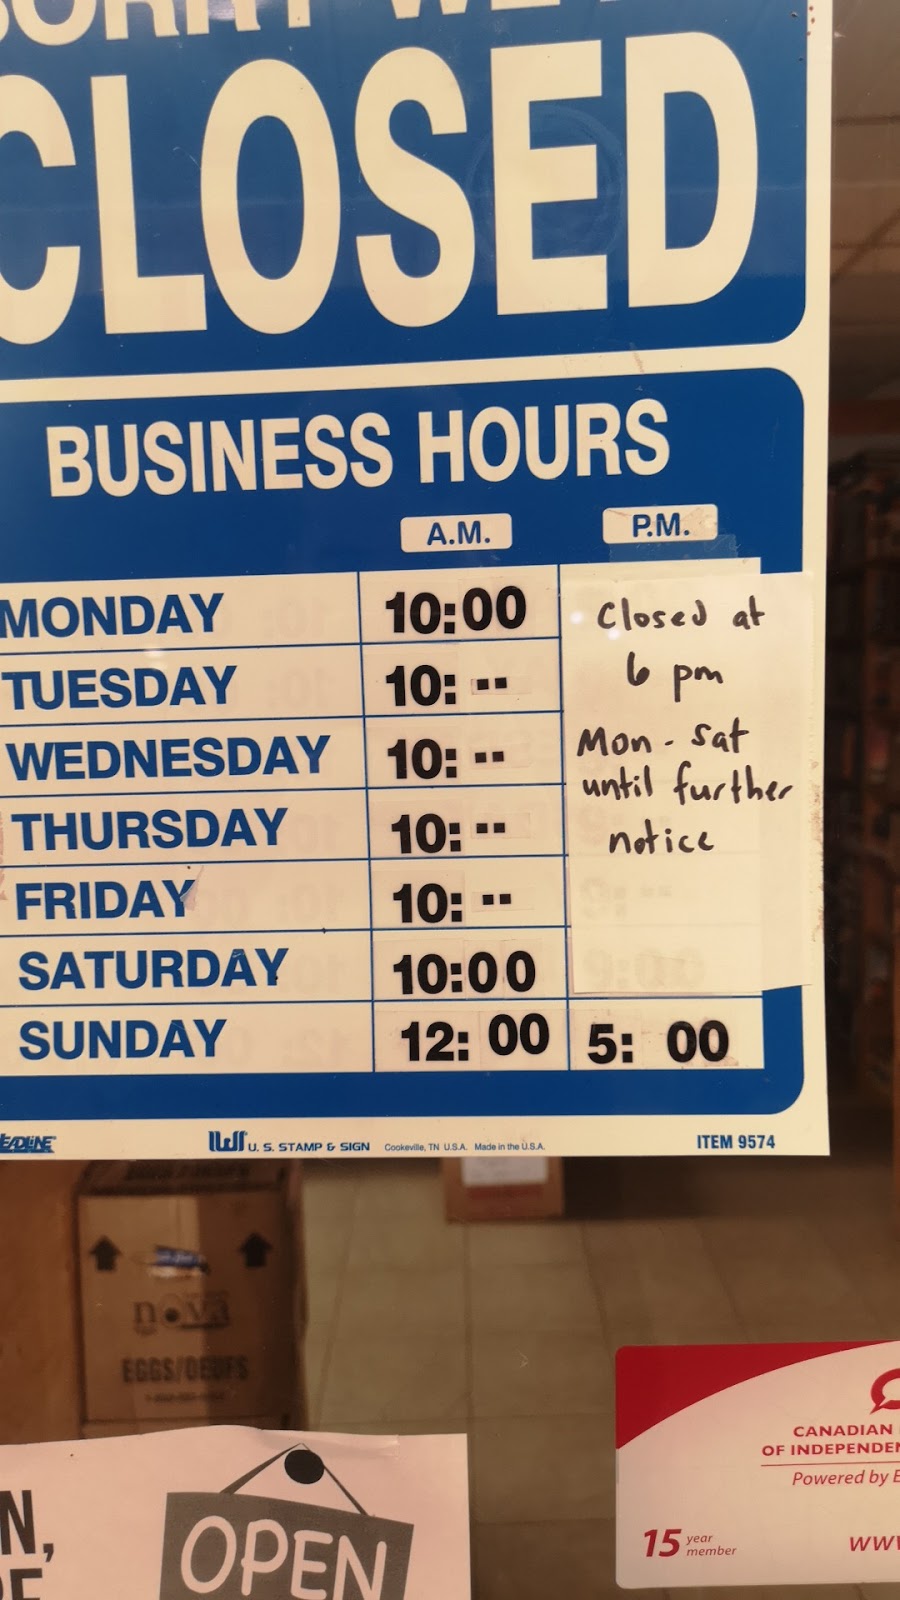 CLOSED
BUSINESS HOURS
A.M. P.M.
MONDAY 10:00
TUESDAY 10: --
WEDNESDAY 10: --
THURSDAY 10: --
FRIDAY 10: --
SATURDAY 10:00
SUNDAY 12:00 5:00
Closed at
6 pm
Mon - Sat
until further
notice
U. S. STAMP & SIGN Cookeville, TN U.S.A. Made in the U.S.A. ITEM 9574
nova
EGGS/OEUFS
OPEN
CANADIAN
OF INDEPENDEN
Powered by
15 year
member
www